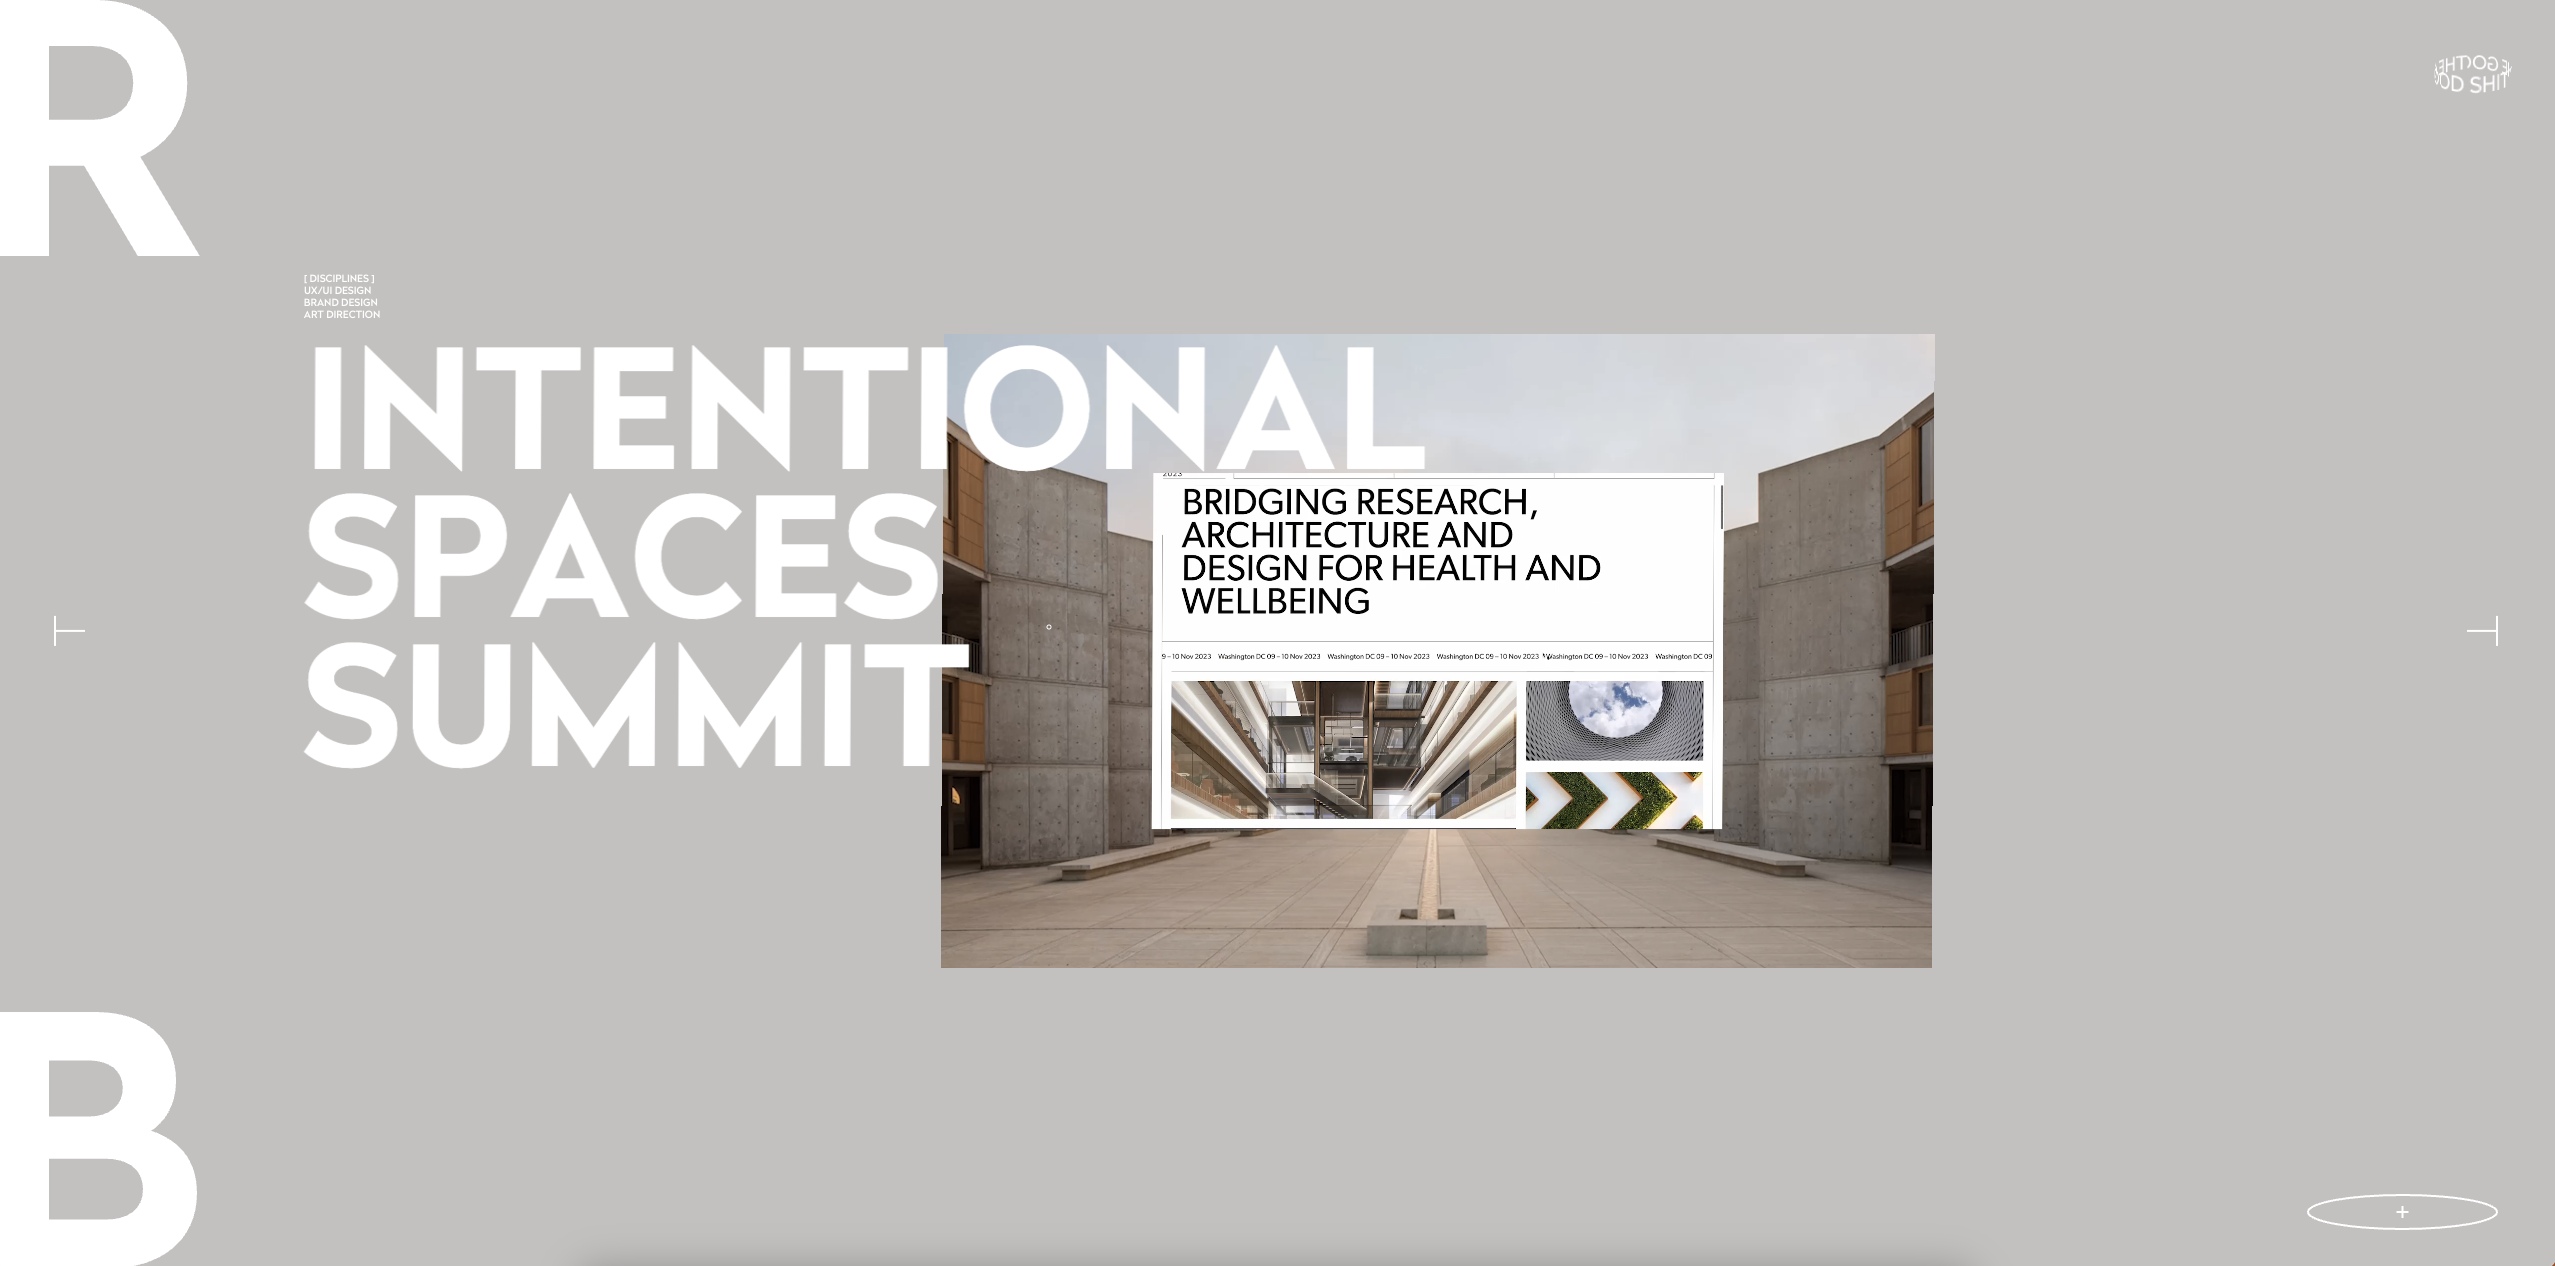 R
[ DISCIPLINES ]
UX/UI DESIGN
BRAND DESIGN
ART DIRECTION
INTENTIONAL
SPACES
SUMMIT
2023
BRIDGING RESEARCH,
ARCHITECTURE AND
DESIGN FOR HEALTH AND
WELLBEING
9 – 10 Nov 2023 Washington DC 09 – 10 Nov 2023 Washington DC 09 – 10 Nov 2023 Washington DC 09 – 10 Nov 2023 Washington DC 09 – 10 Nov 2023 Washington DC 09
B
+